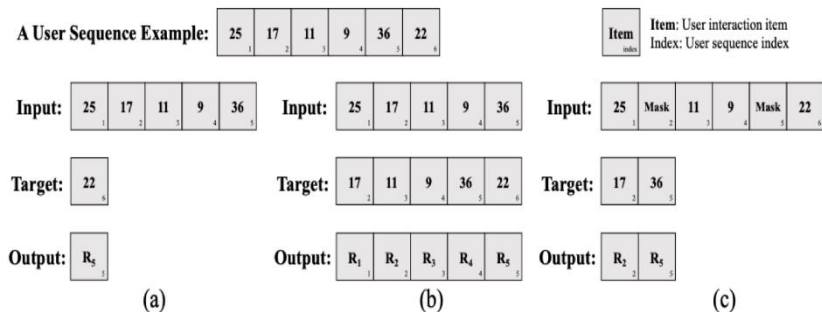 A User Sequence Example: 25 1 17 2 11 3 9 4 36 5 22 6
Item index
Item: User interaction item
Index: User sequence index
Input: 25 1 17 2 11 3 9 4 36 5
Target: 22 6
Output: R5 5
(a)
Input: 25 1 17 2 11 3 9 4 36 5
Target: 17 2 11 3 9 4 36 5 22 6
Output: R1 1 R2 2 R3 3 R4 4 R5 5
(b)
Input: 25 1 Mask 2 11 3 9 4 Mask 5 22 6
Target: 17 2 36 5
Output: R2 2 R5 5
(c)